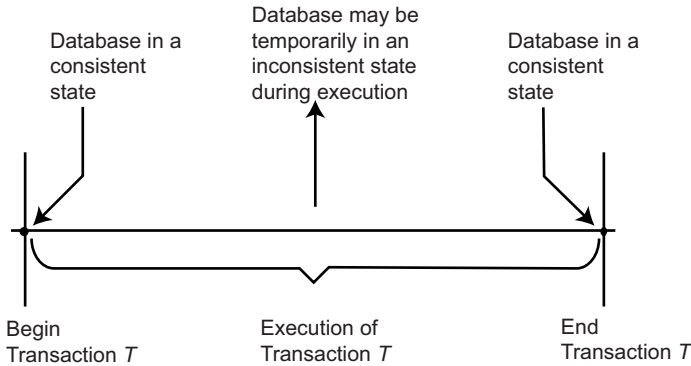 Database in a
consistent
state
Database may be
temporarily in an
inconsistent state
during execution
Database in a
consistent
state
Begin
Transaction T
Execution of
Transaction T
End
Transaction T